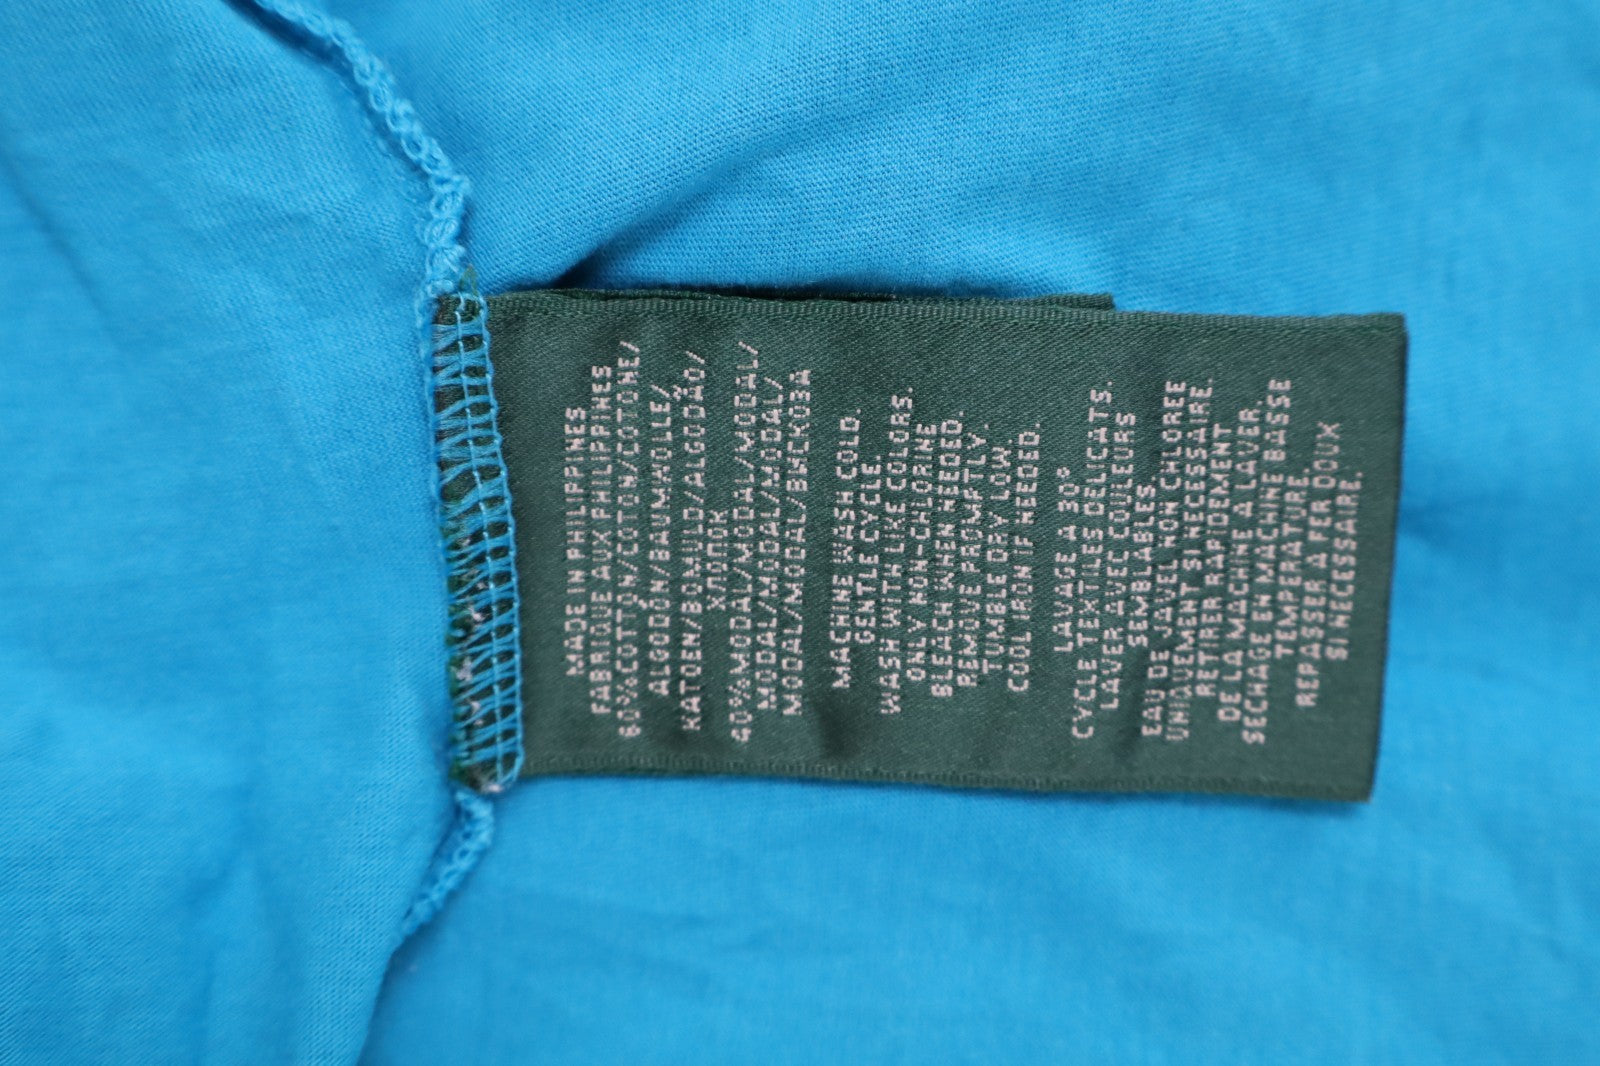 MADE IN PHILIPPINES
FABRIQUE AUX PHILIPPINES
60% COTTON/COTON/COTONE/
ALGODÓN/BAUMWOLLE/
KATOEN/BOMULD/ALGODÃO/
ХЛОПОК
40% MODAL/MODAL/MODAL/
MODAL/MODAL/MODAL/
MODAL/MODAL/ВИСКОЗА
MACHINE WASH COLD.
GENTLE CYCLE.
WASH WITH LIKE COLORS.
ONLY NON-CHLORINE
BLEACH WHEN NEEDED.
REMOVE PROMPTLY.
TUMBLE DRY LOW.
COOL IRON IF NEEDED.
LAVAGE A 30°
CYCLE TEXTILES DELICATS.
LAVER AVEC COULEURS
SEMBLABLES.
EAU DE JAVEL NON CHLOREE
UNIQUEMENT SI NECESSAIRE.
RETIRER RAPIDEMENT
DE LA MACHINE A LAVER.
SECHAGE EN MACHINE BASSE
TEMPERATURE.
REPASSER A FER DOUX
SI NECESSAIRE.